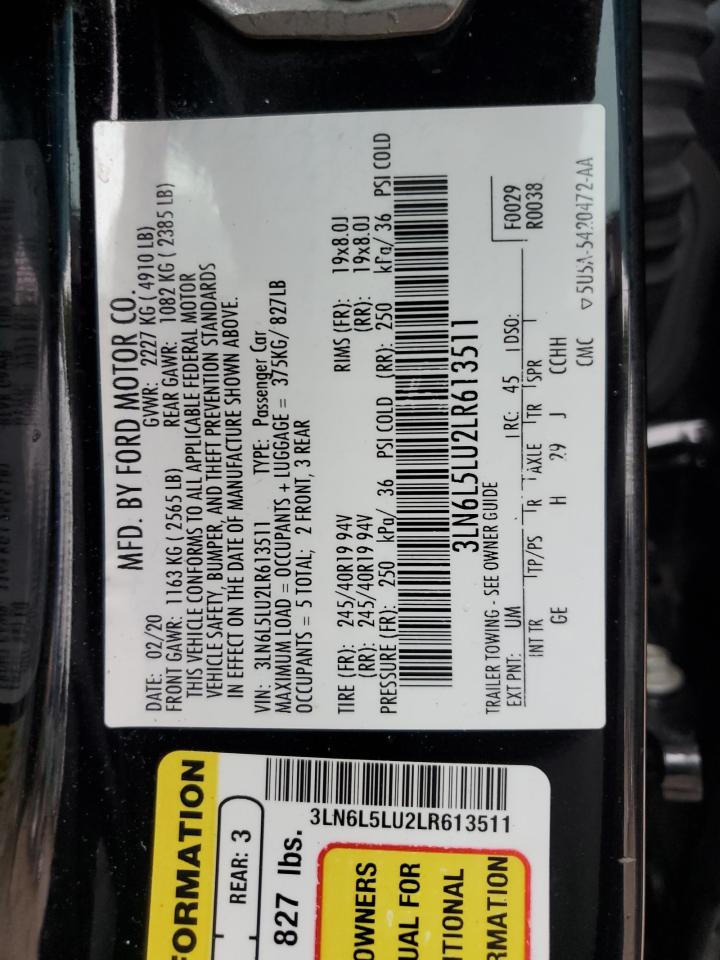 MFD. BY FORD MOTOR CO.
DATE: 02/20 GVWR: 2227 KG ( 4910 LB)
FRONT GAWR: 1163 KG ( 2565 LB) REAR GAWR: 1082 KG ( 2385 LB)
THIS VEHICLE CONFORMS TO ALL APPLICABLE FEDERAL MOTOR
VEHICLE SAFETY, BUMPER, AND THEFT PREVENTION STANDARDS
IN EFFECT ON THE DATE OF MANUFACTURE SHOWN ABOVE.
VIN: 3LN6L5LU2LR613511 TYPE: Passenger Car
MAXIMUM LOAD = OCCUPANTS + LUGGAGE = 375KG/ 827LB
OCCUPANTS = 5 TOTAL; 2 FRONT, 3 REAR
TIRE (FR): 245/40R19 94V RIMS (FR): 19x8.0J
(RR): 245/40R19 94V (RR): 19x8.0J
PRESSURE (FR): 250 kPa/ 36 PSI COLD (RR): 250 kPa/ 36 PSI COLD
3LN6L5LU2LR613511
TRAILER TOWING - SEE OWNER GUIDE
F0029
EXT PNT: UM RC: 45 DSO: R0038
INT TR TP/PS R AXLE TR SPR
GE H 29 J CCHH
CMC 5U5A-5420472-AA
FORMATION
REAR: 3
827 lbs.
3LN6L5LU2LR613511
OWNERS
UAL FOR
ITIONAL
RMATION